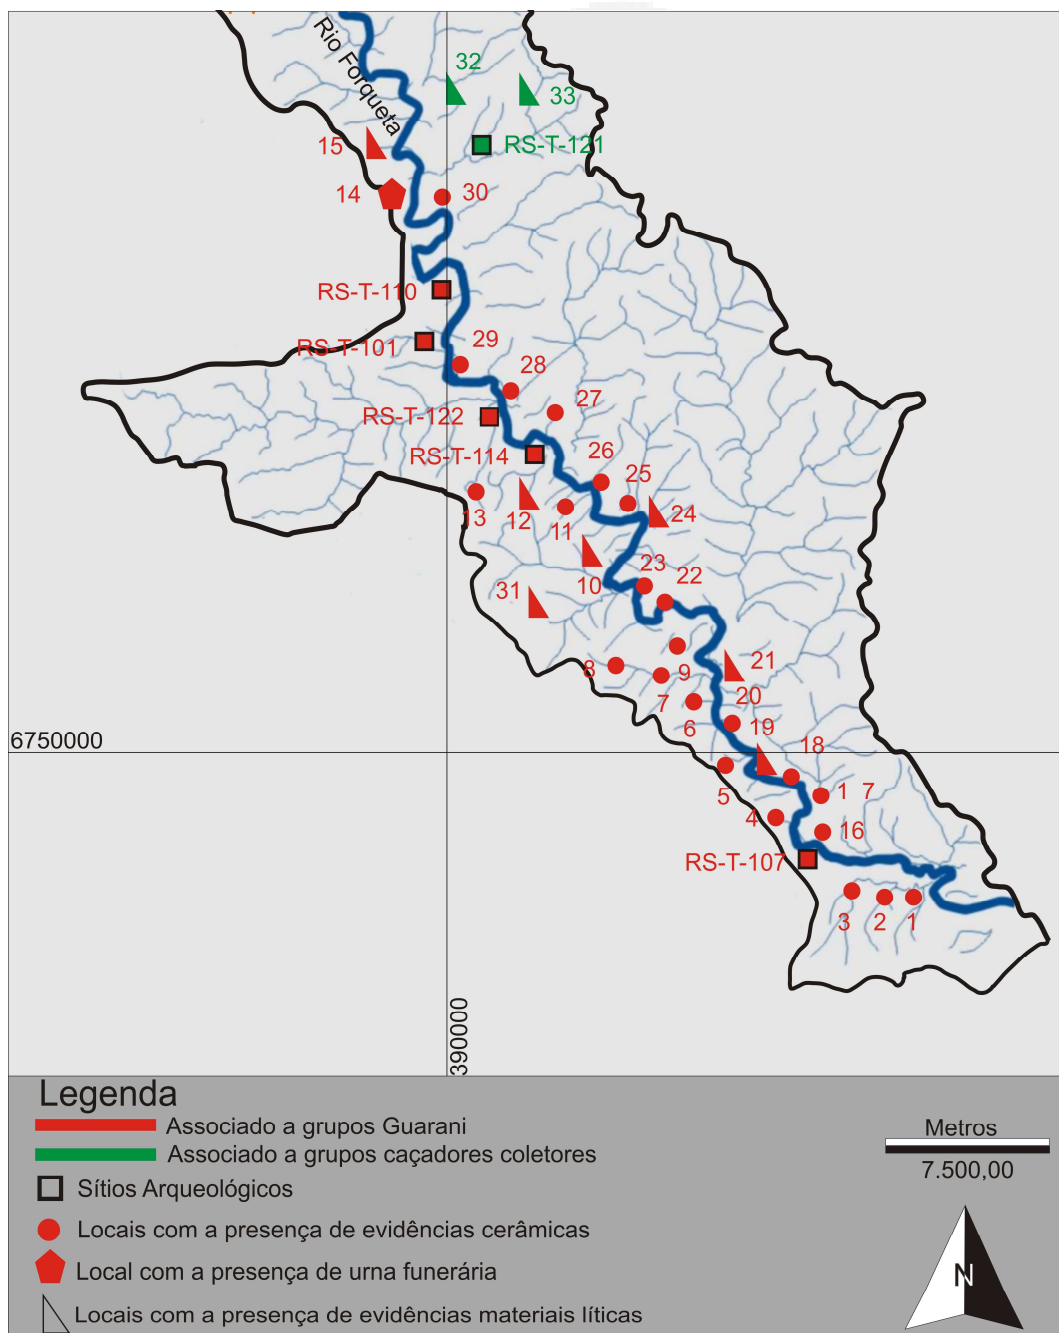 Rio Forqueta
32
33
15
RS-T-121
14
30
RS-T-110
RS-T-101
29
28
27
RS-T-122
RS-T-114
26
25
13
12
11
24
10
23
22
31
8
9
21
7
20
6
19
18
6750000
5
1 7
4
16
RS-T-107
3
2
1
390000
Legenda
Associado a grupos Guarani
Associado a grupos caçadores coletores
Sítios Arqueológicos
Locais com a presença de evidências cerâmicas
Local com a presença de urna funerária
Locais com a presença de evidências materiais líticas
Metros
7.500,00
N